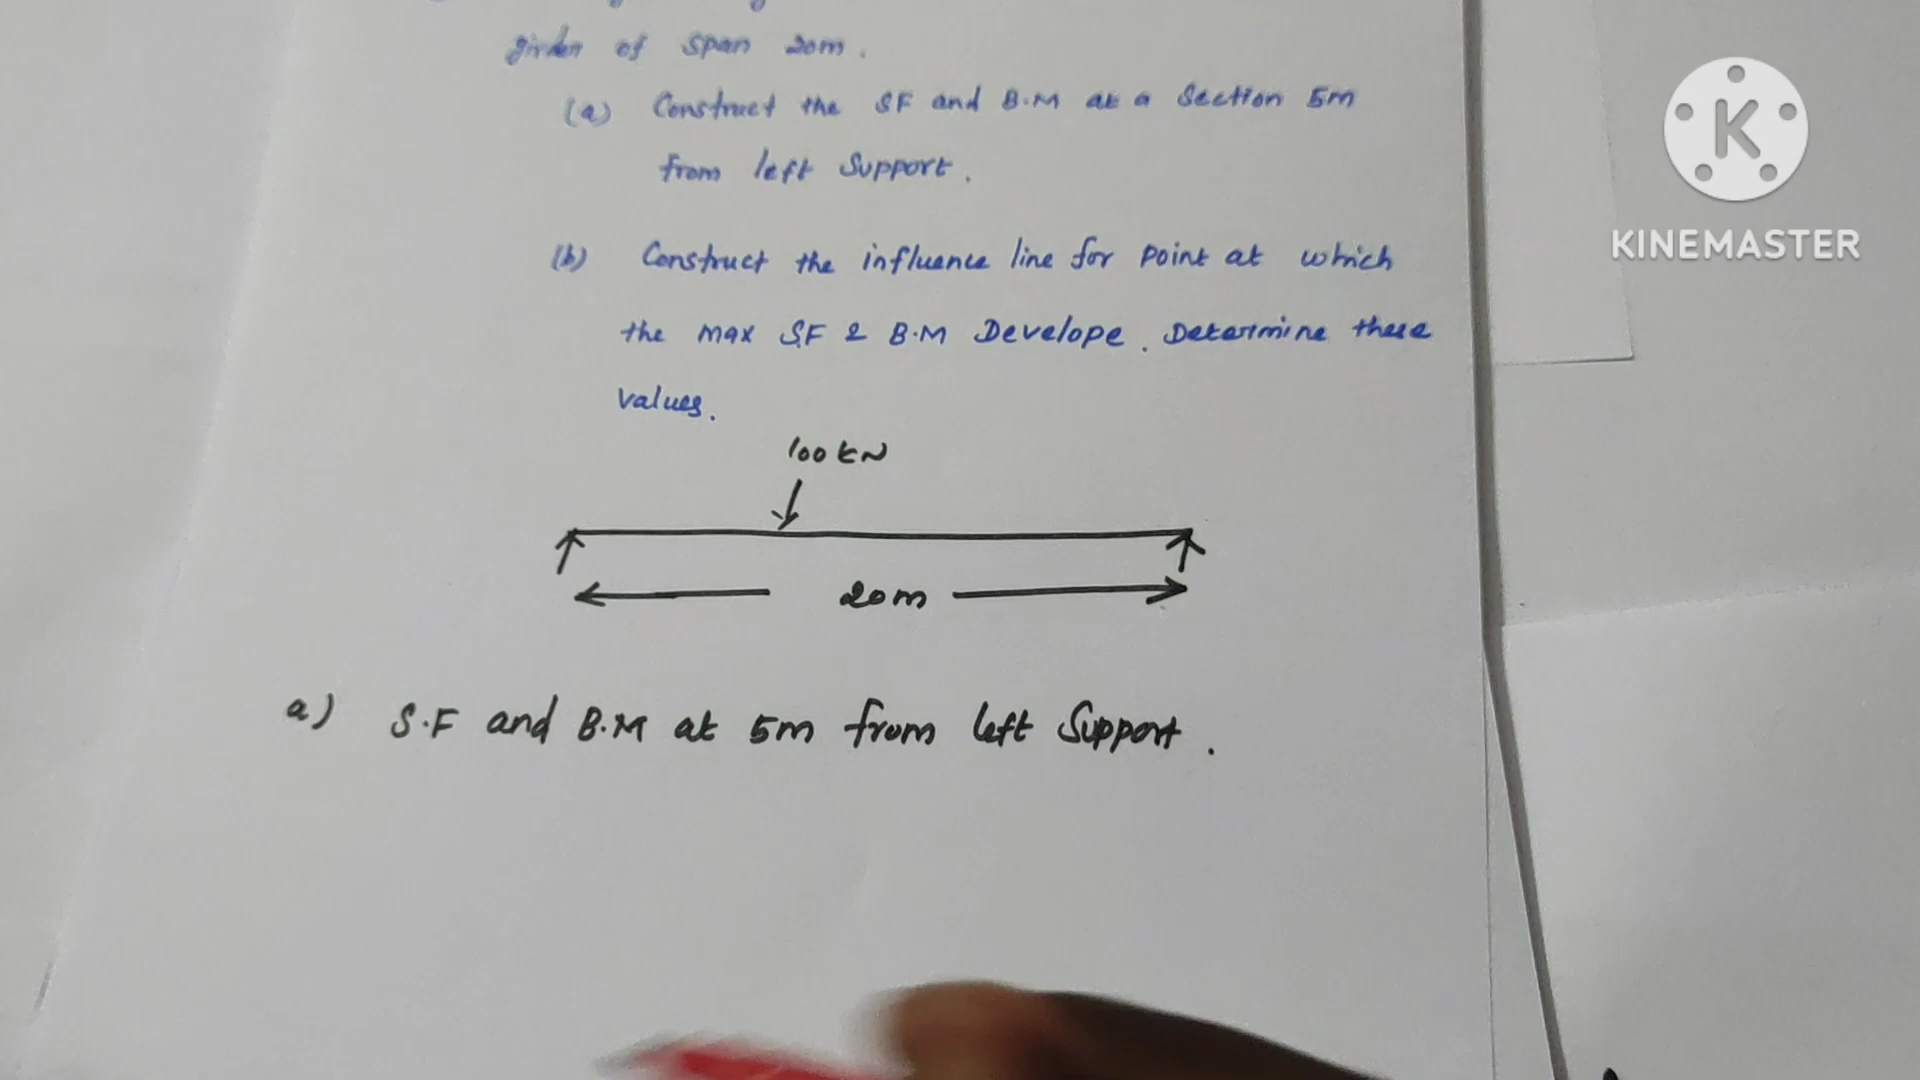 girder of span 20m.
(a) Construct the SF and B.M at a Section 5m
from left Support.
(b) Construct the influence line for point at which
the max S.F & B.M Develope. Determine these
values.
100 kN
20m
a) S.F and B.M at 5m from left Support.
K
KINEMASTER